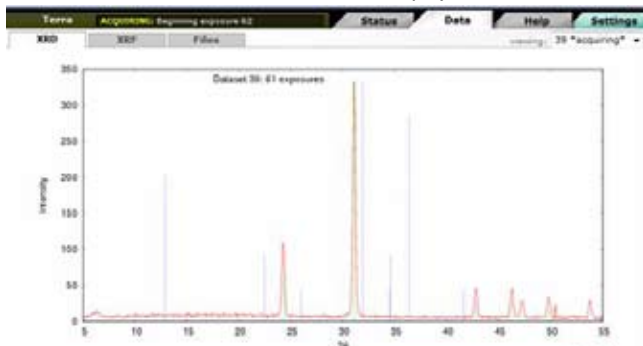 Terra ACQUIRING: Beginning exposure 62 Status Data Help Settings
XRD XRF Files viewing: 39 *acquiring*
Dataset 39: 61 exposures
350
300
250
200
150
100
50
0
Intensity
5 10 15 20 25 30 35 40 45 50 55
2θ